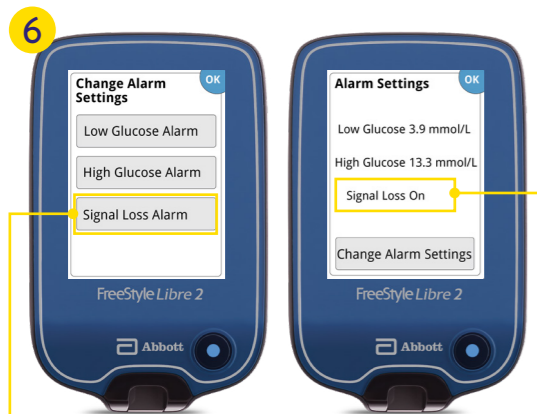 6
Change Alarm
Settings
OK
Low Glucose Alarm
High Glucose Alarm
Signal Loss Alarm
FreeStyle Libre 2
Abbott
Alarm Settings
OK
Low Glucose 3.9 mmol/L
High Glucose 13.3 mmol/L
Signal Loss On
Change Alarm Settings
FreeStyle Libre 2
Abbott